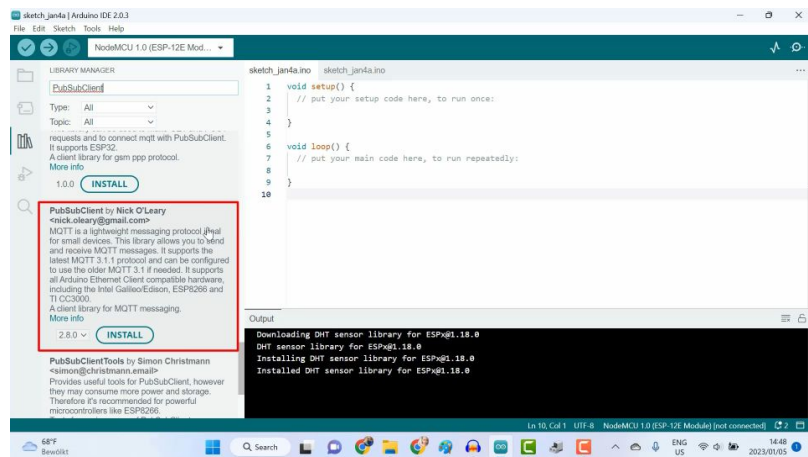 sketch_jan4a | Arduino IDE 2.0.3
File Edit Sketch Tools Help
NodeMCU 1.0 (ESP-12E Mod...
LIBRARY MANAGER
PubSubClient
Type: All
Topic: All
requests and to connect mqtt with PubSubClient.
It supports ESP32.
A client library for gsm ppp protocol.
More info
1.0.0 INSTALL
PubSubClient by Nick O'Leary
<nick.oleary@gmail.com>
MQTT is a lightweight messaging protocol ideal
for small devices. This library allows you to send
and receive MQTT messages. It supports the
latest MQTT 3.1.1 protocol and can be configured
to use the older MQTT 3.1 if needed. It supports
all Arduino Ethernet Client compatible hardware,
including the Intel Galileo/Edison, ESP8266 and
TI CC3000.
A client library for MQTT messaging.
More info
2.8.0 INSTALL
PubSubClientTools by Simon Christmann
<simon@christmann.email>
Provides useful tools for PubSubClient, however
they may consume more power and storage.
Therefore it's recommended for powerful
microcontrollers like ESP8266.
sketch_jan4a.ino sketch_jan4a.ino
1 void setup() {
2 // put your setup code here, to run once:
3
4 }
5
6 void loop() {
7 // put your main code here, to run repeatedly:
8
9 }
10
Output
Downloading DHT sensor library for ESPx@1.18.0
DHT sensor library for ESPx@1.18.0
Installing DHT sensor library for ESPx@1.18.0
Installed DHT sensor library for ESPx@1.18.0
Ln 10, Col 1 UTF-8 NodeMCU 1.0 (ESP-12E Module) [not connected] 2
68°F
Bewölkt
Search
ENG
US
14:48
2023/01/05